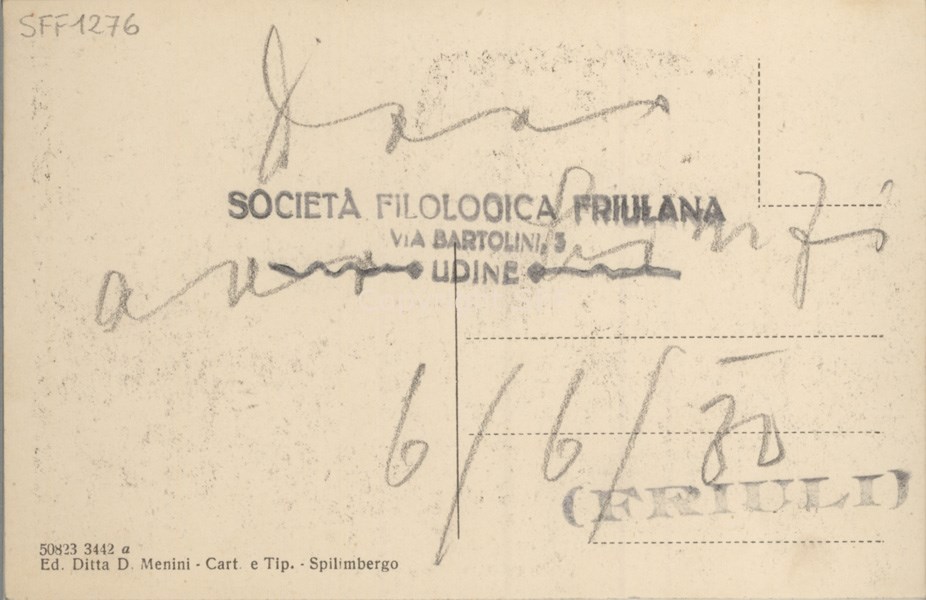 SFF1276
SOCIETÀ FILOLOGICA FRIULANA
VIA BARTOLINI, 3
UDINE
6/6/30
(FRIULI)
50823 3442 a
Ed. Ditta D. Menini - Cart. e Tip. - Spilimbergo